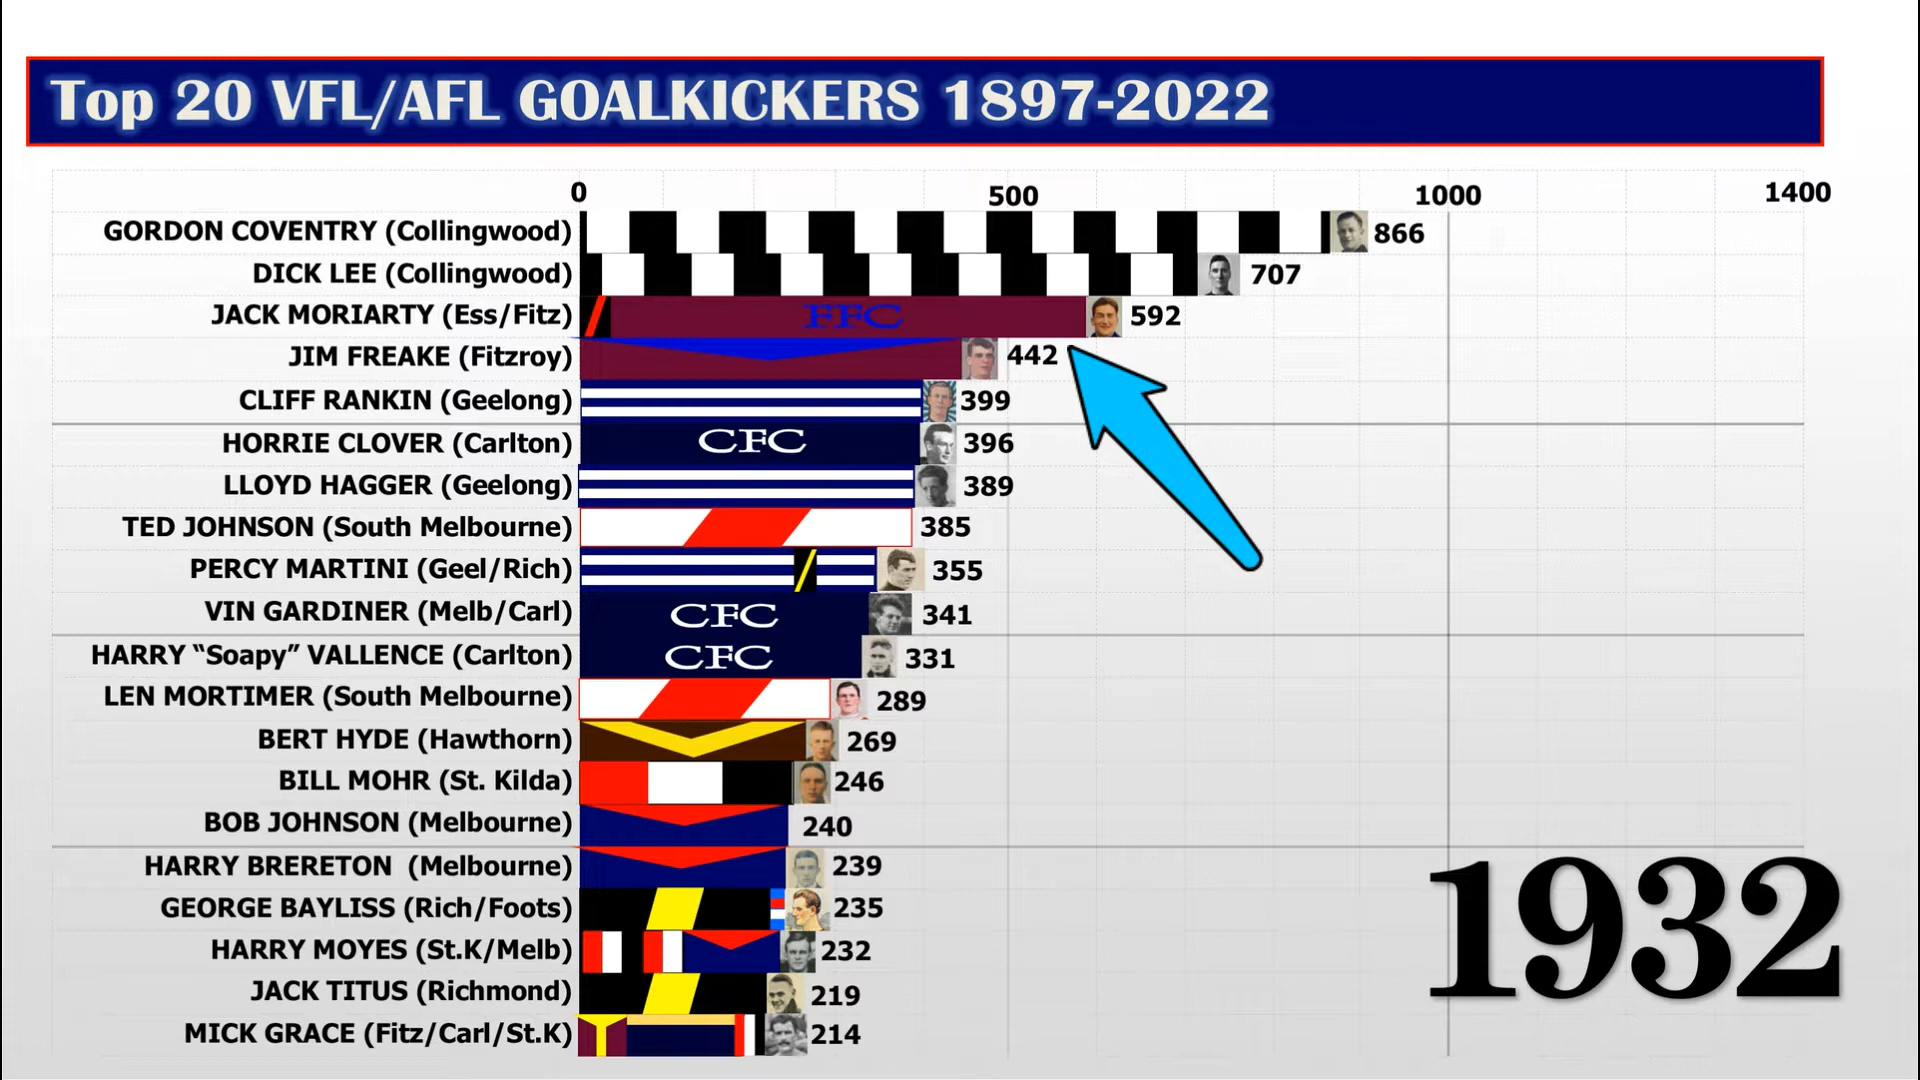 Top 20 VFL/AFL GOALKICKERS 1897-2022
0 500 1000 1400
GORDON COVENTRY (Collingwood) 866
DICK LEE (Collingwood) 707
JACK MORIARTY (Ess/Fitz) FFC 592
JIM FREAKE (Fitzroy) 442
CLIFF RANKIN (Geelong) 399
HORRIE CLOVER (Carlton) CFC 396
LLOYD HAGGER (Geelong) 389
TED JOHNSON (South Melbourne) 385
PERCY MARTINI (Geel/Rich) 355
VIN GARDINER (Melb/Carl) CFC 341
HARRY “Soapy” VALLENCE (Carlton) CFC 331
LEN MORTIMER (South Melbourne) 289
BERT HYDE (Hawthorn) 269
BILL MOHR (St. Kilda) 246
BOB JOHNSON (Melbourne) 240
HARRY BRERETON (Melbourne) 239
GEORGE BAYLISS (Rich/Foots) 235
HARRY MOYES (St.K/Melb) 232
JACK TITUS (Richmond) 219
MICK GRACE (Fitz/Carl/St.K) 214
1932